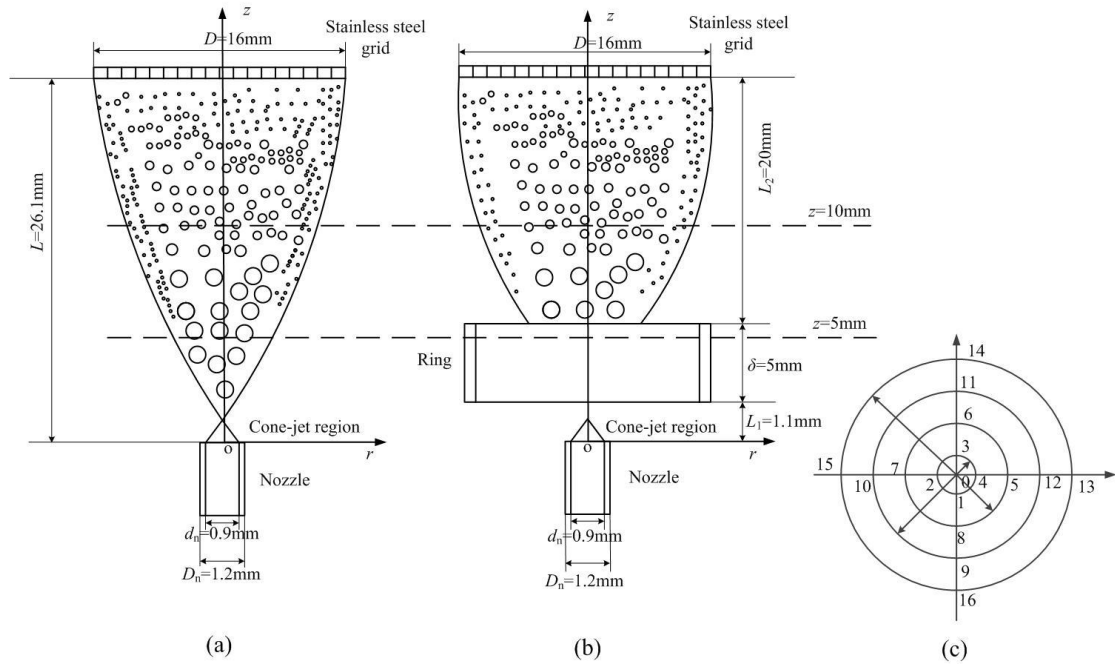 z
Stainless steel
grid
D=16mm
L=26.1mm
Cone-jet region
o
r
Nozzle
dₙ=0.9mm
Dₙ=1.2mm
(a)
z
Stainless steel
grid
D=16mm
L₂=20mm
z=10mm
z=5mm
Ring
δ=5mm
L₁=1.1mm
Cone-jet region
o
r
Nozzle
dₙ=0.9mm
Dₙ=1.2mm
(b)
14
11
6
3
15
10
7
2
0
4
5
12
13
1
8
9
16
(c)